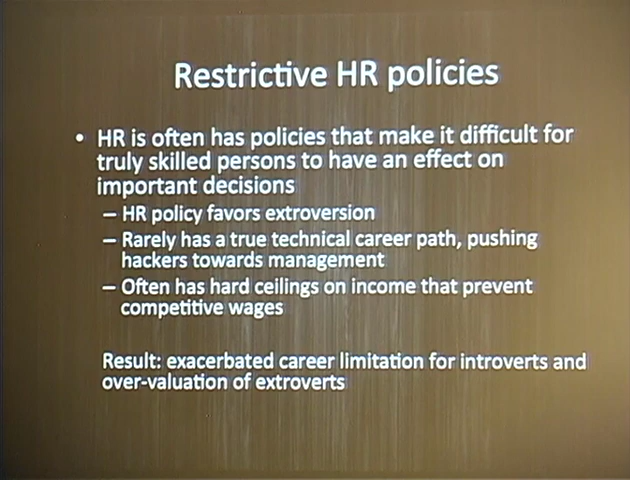 Restrictive HR policies
• HR is often has policies that make it difficult for
truly skilled persons to have an effect on
important decisions
– HR policy favors extroversion
– Rarely has a true technical career path, pushing
hackers towards management
– Often has hard ceilings on income that prevent
competitive wages
Result: exacerbated career limitation for introverts and
over-valuation of extroverts